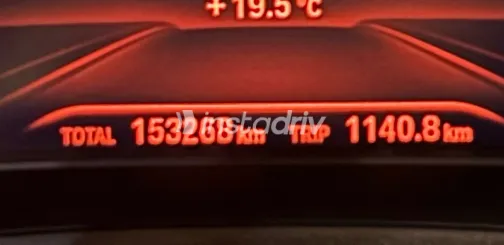 +19.5°C
TOTAL 153268 km TRIP 1140.8 km
instadriv